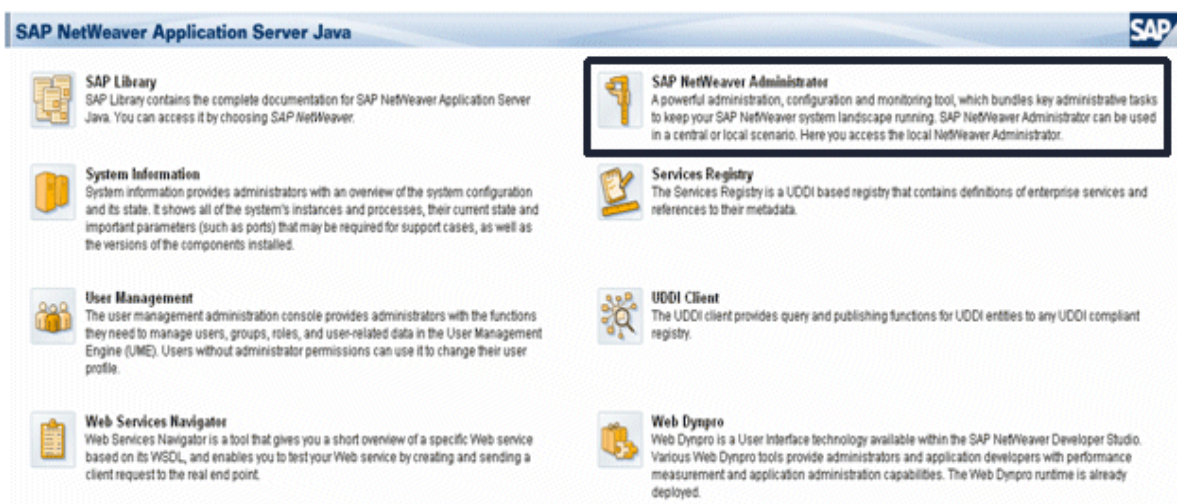 SAP NetWeaver Application Server Java
SAP
SAP Library
SAP Library contains the complete documentation for SAP NetWeaver Application Server
Java. You can access it by choosing SAP NetWeaver.
SAP NetWeaver Administrator
A powerful administration, configuration and monitoring tool, which bundles key administrative tasks
to keep your SAP NetWeaver system landscape running. SAP NetWeaver Administrator can be used
in a central or local scenario. Here you access the local NetWeaver Administrator.
System Information
System information provides administrators with an overview of the system configuration
and its state. It shows all of the system's instances and processes, their current state and
important parameters (such as ports) that may be required for support cases, as well as
the versions of the components installed.
Services Registry
The Services Registry is a UDDI based registry that contains definitions of enterprise services and
references to their metadata.
User Management
The user management administration console provides administrators with the functions
they need to manage users, groups, roles, and user-related data in the User Management
Engine (UME). Users without administrator permissions can use it to change their user
profile.
UDDI Client
The UDDI client provides query and publishing functions for UDDI entities to any UDDI compliant
registry.
Web Services Navigator
Web Services Navigator is a tool that gives you a short overview of a specific Web service
based on its WSDL, and enables you to test your Web service by creating and sending a
client request to the real end point.
Web Dynpro
Web Dynpro is a User Interface technology available within the SAP NetWeaver Developer Studio.
Various Web Dynpro tools provide administrators and application developers with performance
measurement and application administration capabilities. The Web Dynpro runtime is already
deployed.